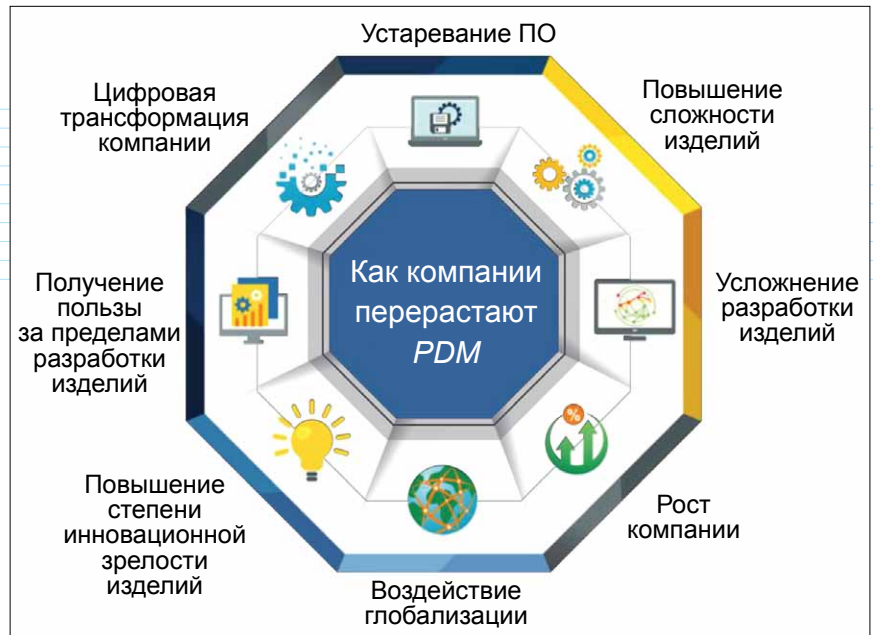 Устаревание ПО
Повышение
сложности
изделий
Усложнение
разработки
изделий
Рост
компании
Воздействие
глобализации
Повышение
степени
инновационной
зрелости
изделий
Получение
пользы
за пределами
разработки
изделий
Цифровая
трансформация
компании
Как компании
перерастают
PDM
%